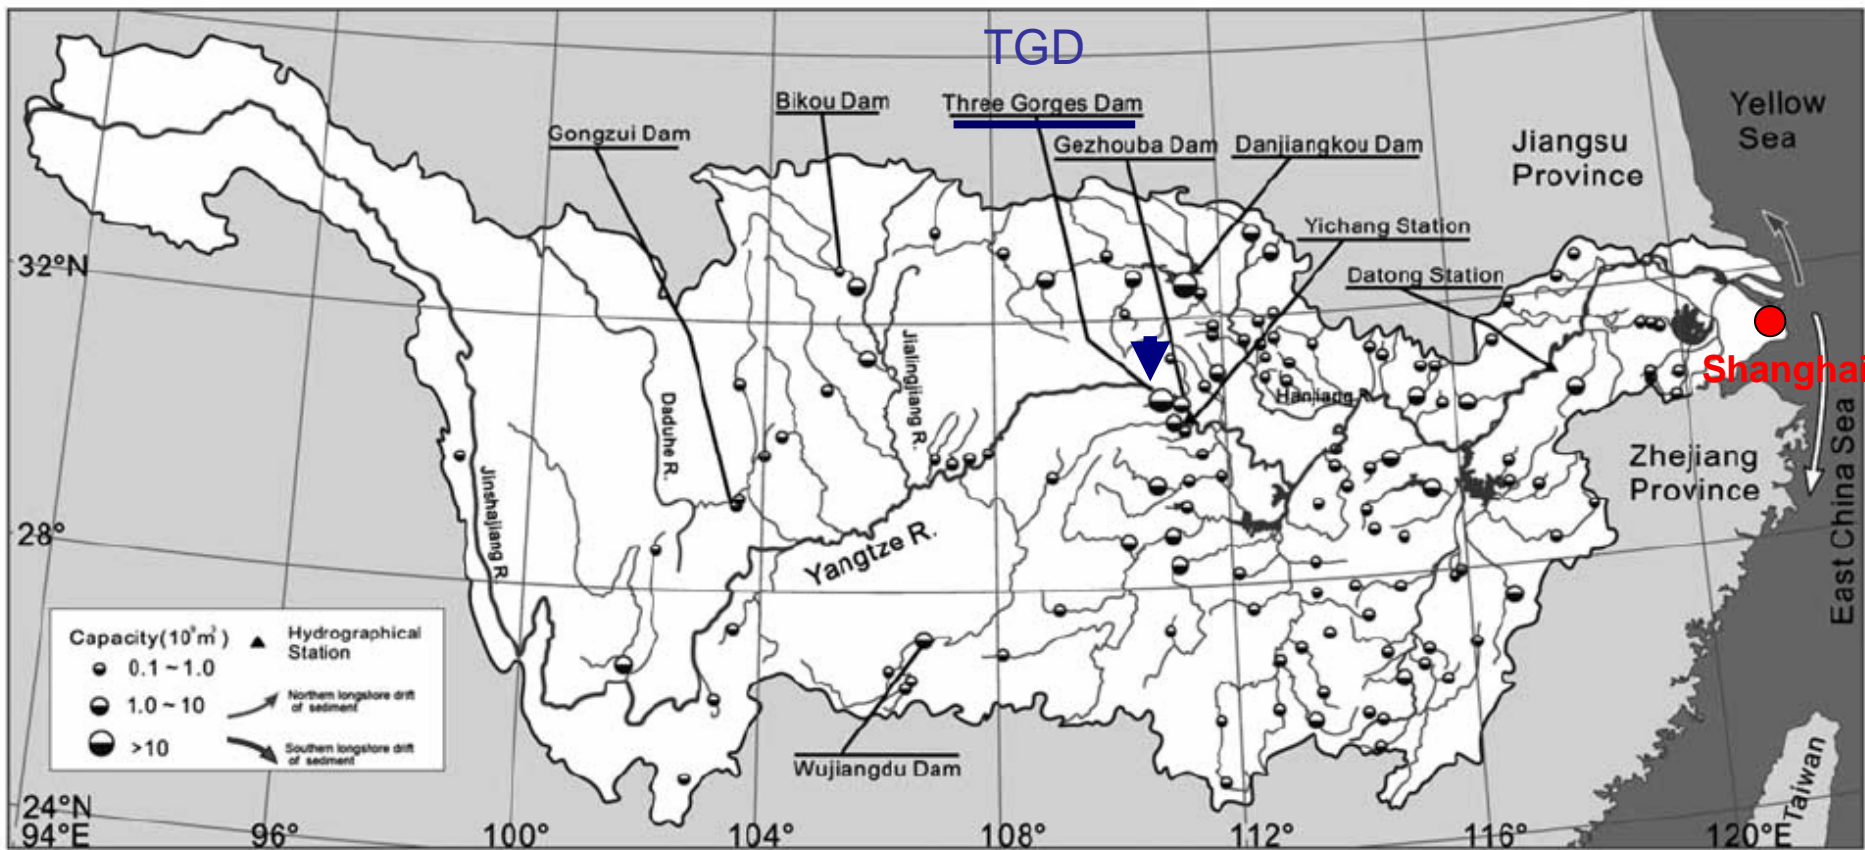 TGD
Bikou Dam
Three Gorges Dam
Gongzui Dam
Gezhouba Dam
Danjiangkou Dam
Yellow
Sea
Jiangsu
Province
Yichang Station
Datong Station
32°N
Jialingjiang R.
Shanghai
Daduhe R.
Hanjiang R.
Jinshajiang R.
Zhejiang
Province
East China Sea
28°
Yangtze R.
Capacity(10⁹m³)
Hydrographical
Station
0.1~1.0
1.0~10
Northern longshore drift
of sediment
>10
Southern longshore drift
of sediment
Wujiangdu Dam
Taiwan
24°N
94°E
96°
100°
104°
108°
112°
116°
120°E